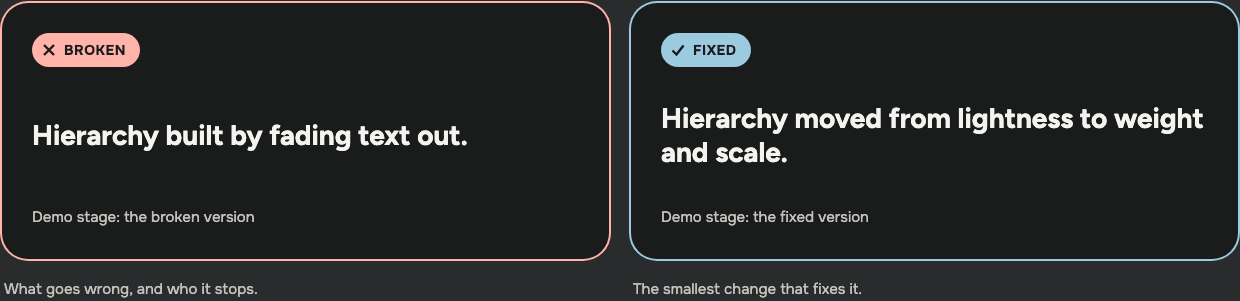 BROKEN
Hierarchy built by fading text out.
Demo stage: the broken version
What goes wrong, and who it stops.
FIXED
Hierarchy moved from lightness to weight
and scale.
Demo stage: the fixed version
The smallest change that fixes it.